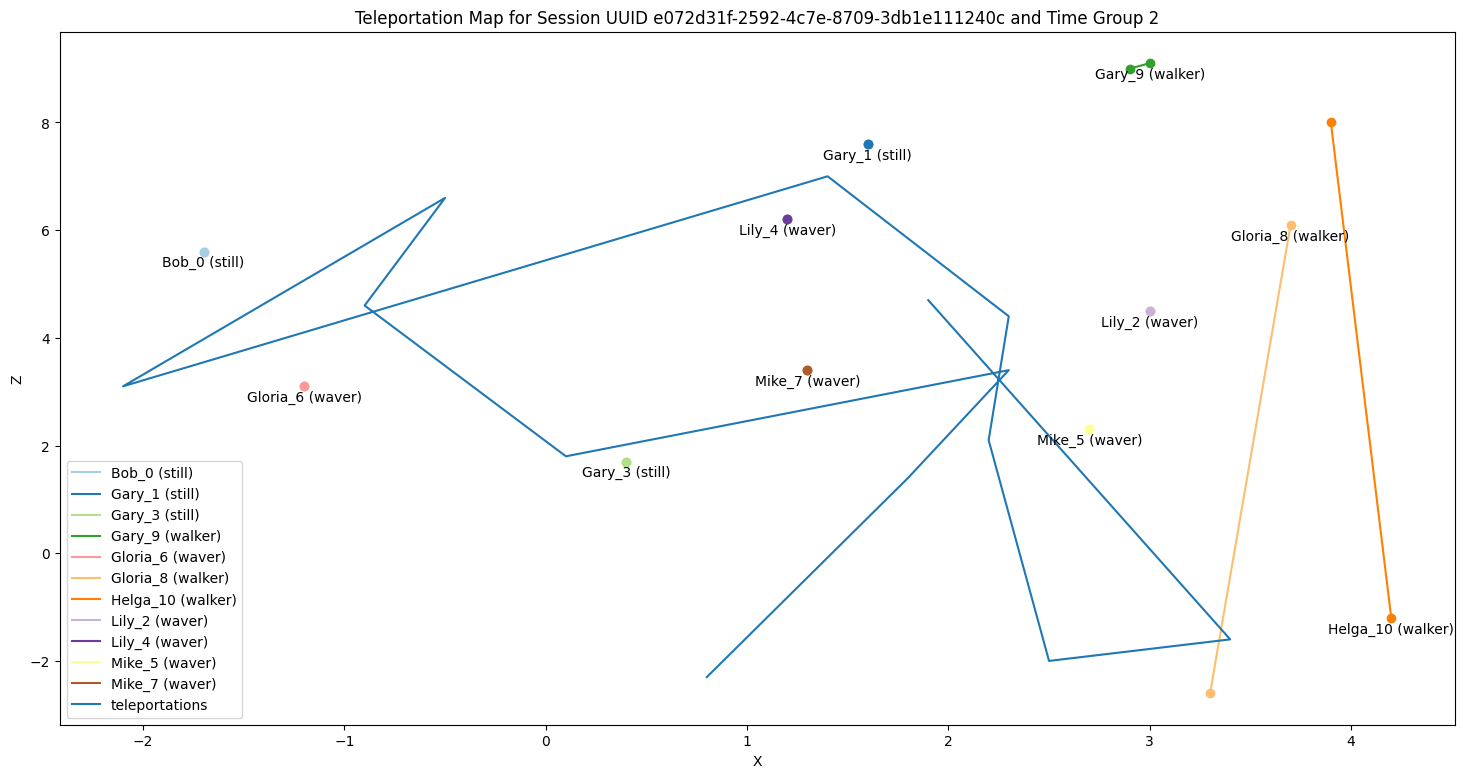 Teleportation Map for Session UUID e072d31f-2592-4c7e-8709-3db1e111240c and Time Group 2
Gary_9 (walker)
Gary_1 (still)
Lily_4 (waver)
Gloria_8 (walker)
Bob_0 (still)
Lily_2 (waver)
Mike_7 (waver)
Gloria_6 (waver)
Mike_5 (waver)
Gary_3 (still)
Helga_10 (walker)
8
6
4
2
0
−2
Z
Bob_0 (still)
Gary_1 (still)
Gary_3 (still)
Gary_9 (walker)
Gloria_6 (waver)
Gloria_8 (walker)
Helga_10 (walker)
Lily_2 (waver)
Lily_4 (waver)
Mike_5 (waver)
Mike_7 (waver)
teleportations
−2 −1 0 1 2 3 4
X